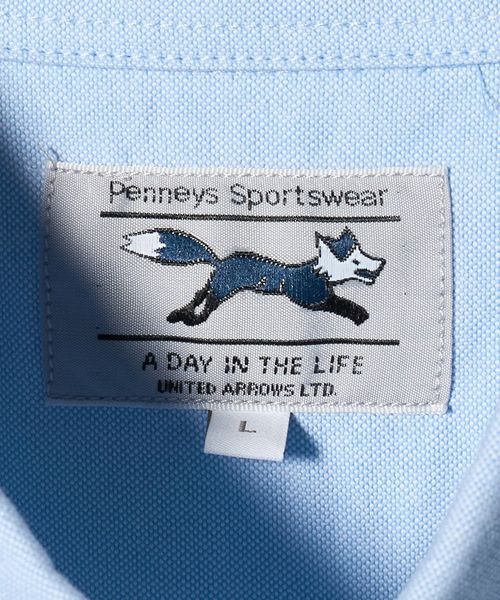 Penneys Sportswear
A DAY IN THE LIFE
UNITED ARROWS LTD.
L